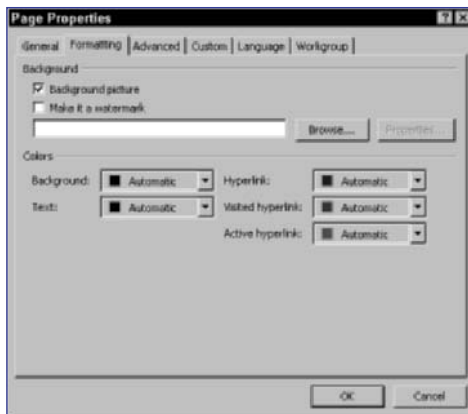 Page Properties
General Formatting Advanced Custom Language Workgroup
Background
Background picture
Make it a watermark
Browse... Properties...
Colors
Background: Automatic Hyperlink: Automatic
Text: Automatic Visited hyperlink: Automatic
Active hyperlink: Automatic
OK Cancel